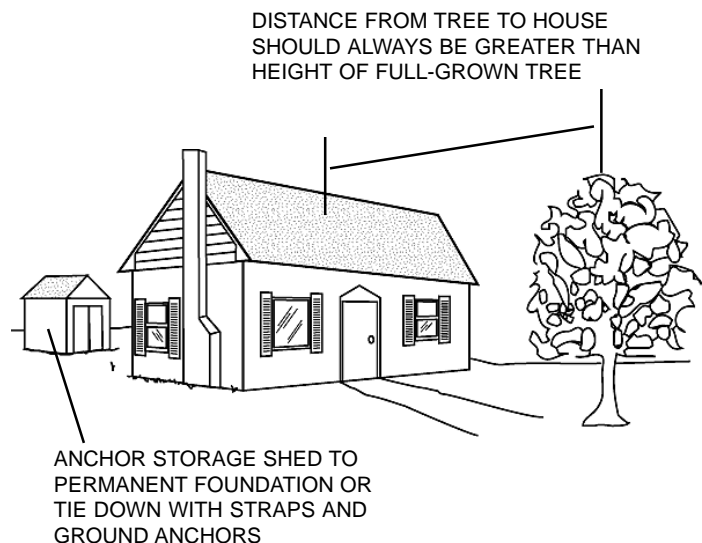 DISTANCE FROM TREE TO HOUSE
SHOULD ALWAYS BE GREATER THAN
HEIGHT OF FULL-GROWN TREE
ANCHOR STORAGE SHED TO
PERMANENT FOUNDATION OR
TIE DOWN WITH STRAPS AND
GROUND ANCHORS